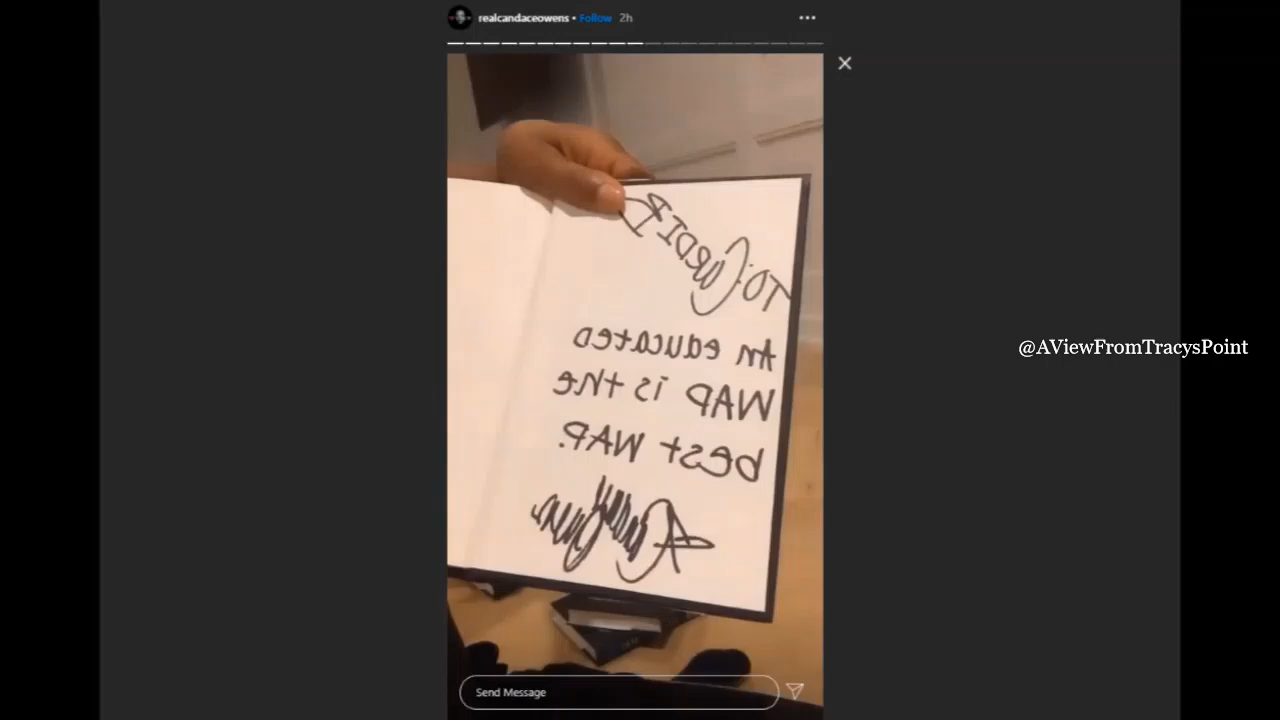 realcandaceowens • Follow 2h
TO: CARDI B
An educated
WAP is the
best WAP.
@AViewFromTracysPoint
Send Message